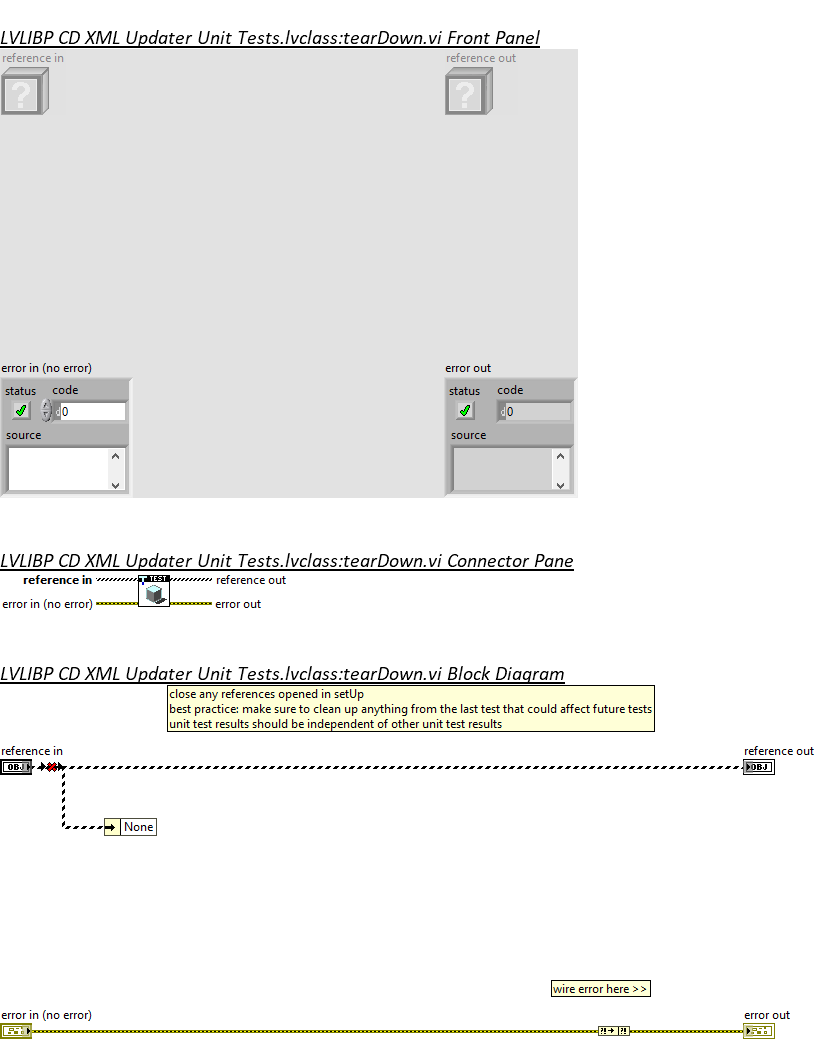 LVLIBP CD XML Updater Unit Tests.lvclass:tearDown.vi Front Panel
reference in
reference out
?
?
error in (no error)
error out
status
code
status
code
d
0
d
0
source
source
LVLIBP CD XML Updater Unit Tests.lvclass:tearDown.vi Connector Pane
reference in
TEST
reference out
error in (no error)
error out
LVLIBP CD XML Updater Unit Tests.lvclass:tearDown.vi Block Diagram
close any references opened in setUp
best practice: make sure to clean up anything from the last test that could affect future tests
unit test results should be independent of other unit test results
reference in
reference out
OBJ
OBJ
None
wire error here >>
error in (no error)
error out
?!
?!